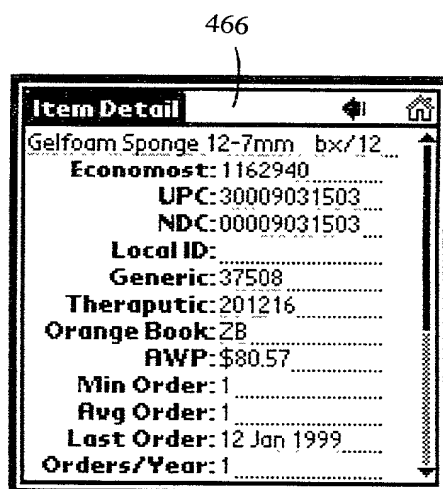 466
Item Detail
Gelfoam Sponge 12-7mm bx/12
Economost: 1162940
UPC: 30009031503
NDC: 00009031503
Local ID:
Generic: 37508
Theraputic: 201216
Orange Book: ZB
AWP: $80.57
Min Order: 1
Avg Order: 1
Last Order: 12 Jan 1999
Orders/Year: 1